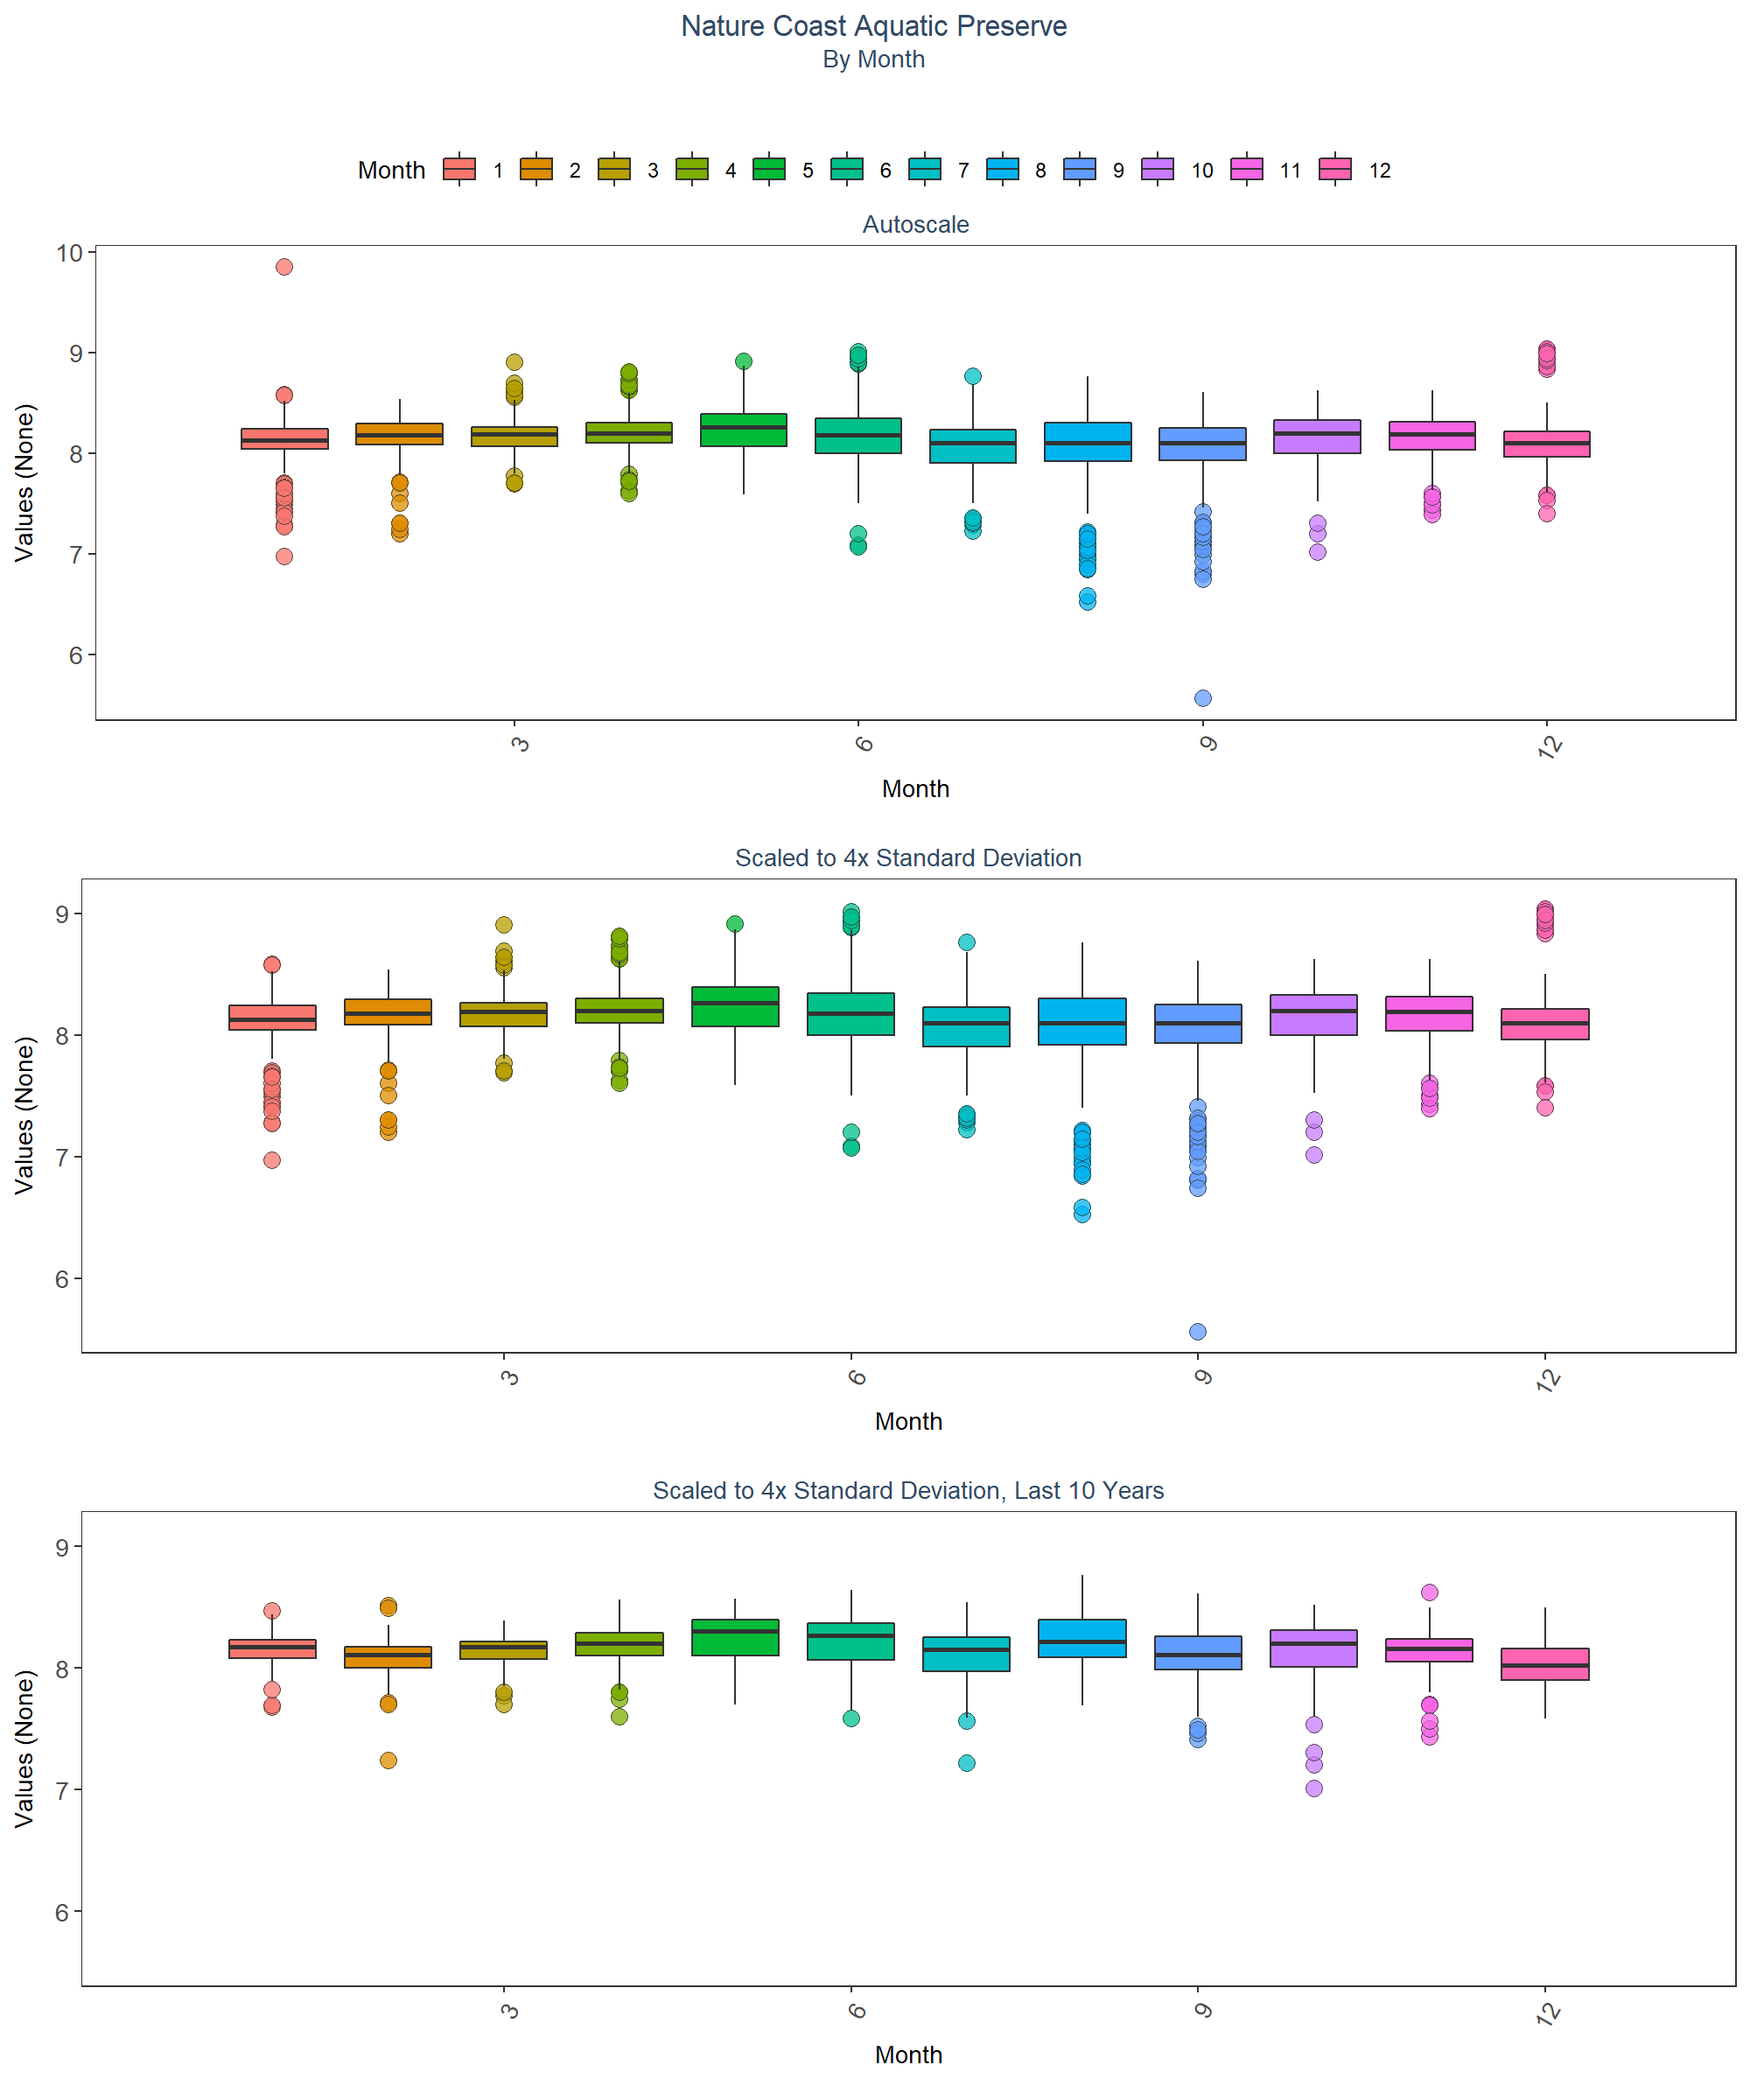 Nature Coast Aquatic Preserve
By Month
Month 1 2 3 4 5 6 7 8 9 10 11 12
Autoscale
Values (None)
10
9
8
7
6
3 6 9 12
Month
Scaled to 4x Standard Deviation
Values (None)
9
8
7
6
3 6 9 12
Month
Scaled to 4x Standard Deviation, Last 10 Years
Values (None)
9
8
7
6
3 6 9 12
Month